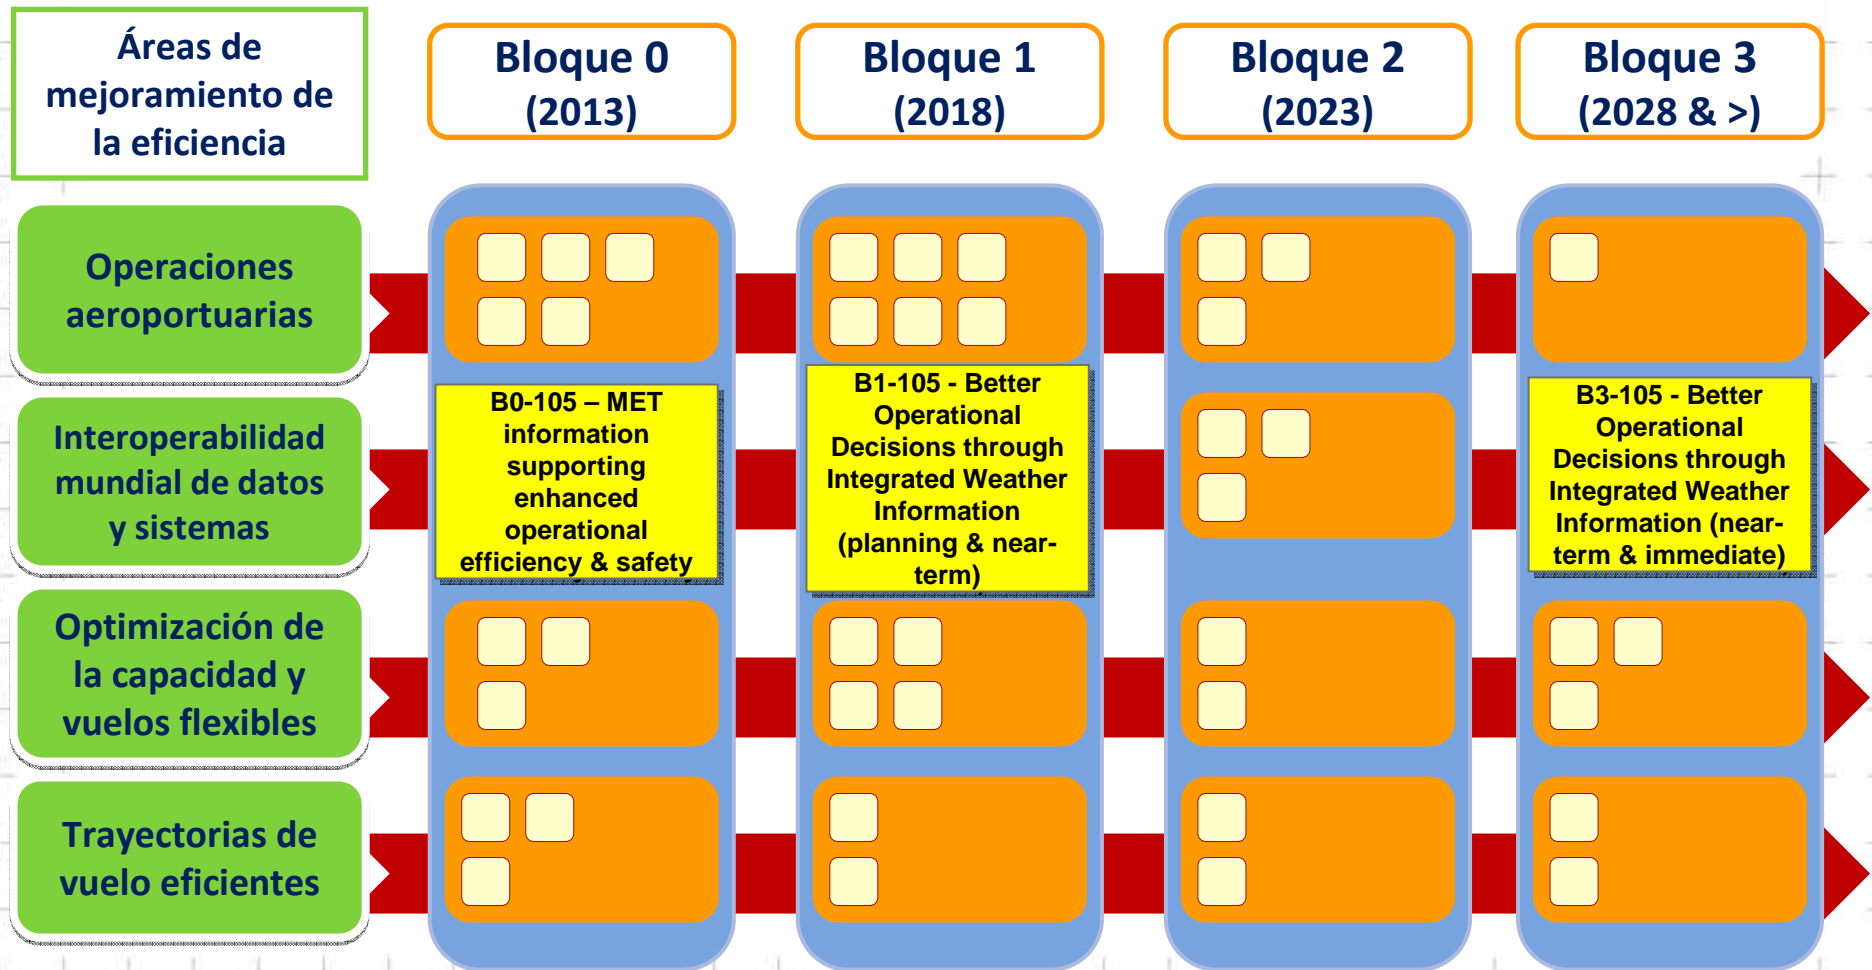 Áreas de
mejoramiento de
la eficiencia
Bloque 0
(2013)
Bloque 1
(2018)
Bloque 2
(2023)
Bloque 3
(2028 & >)
Operaciones
aeroportuarias
Interoperabilidad
mundial de datos
y sistemas
B0-105 – MET
information
supporting
enhanced
operational
efficiency & safety
B1-105 - Better
Operational
Decisions through
Integrated Weather
Information
(planning & near-
term)
B3-105 - Better
Operational
Decisions through
Integrated Weather
Information (near-
term & immediate)
Optimización de
la capacidad y
vuelos flexibles
Trayectorias de
vuelo eficientes